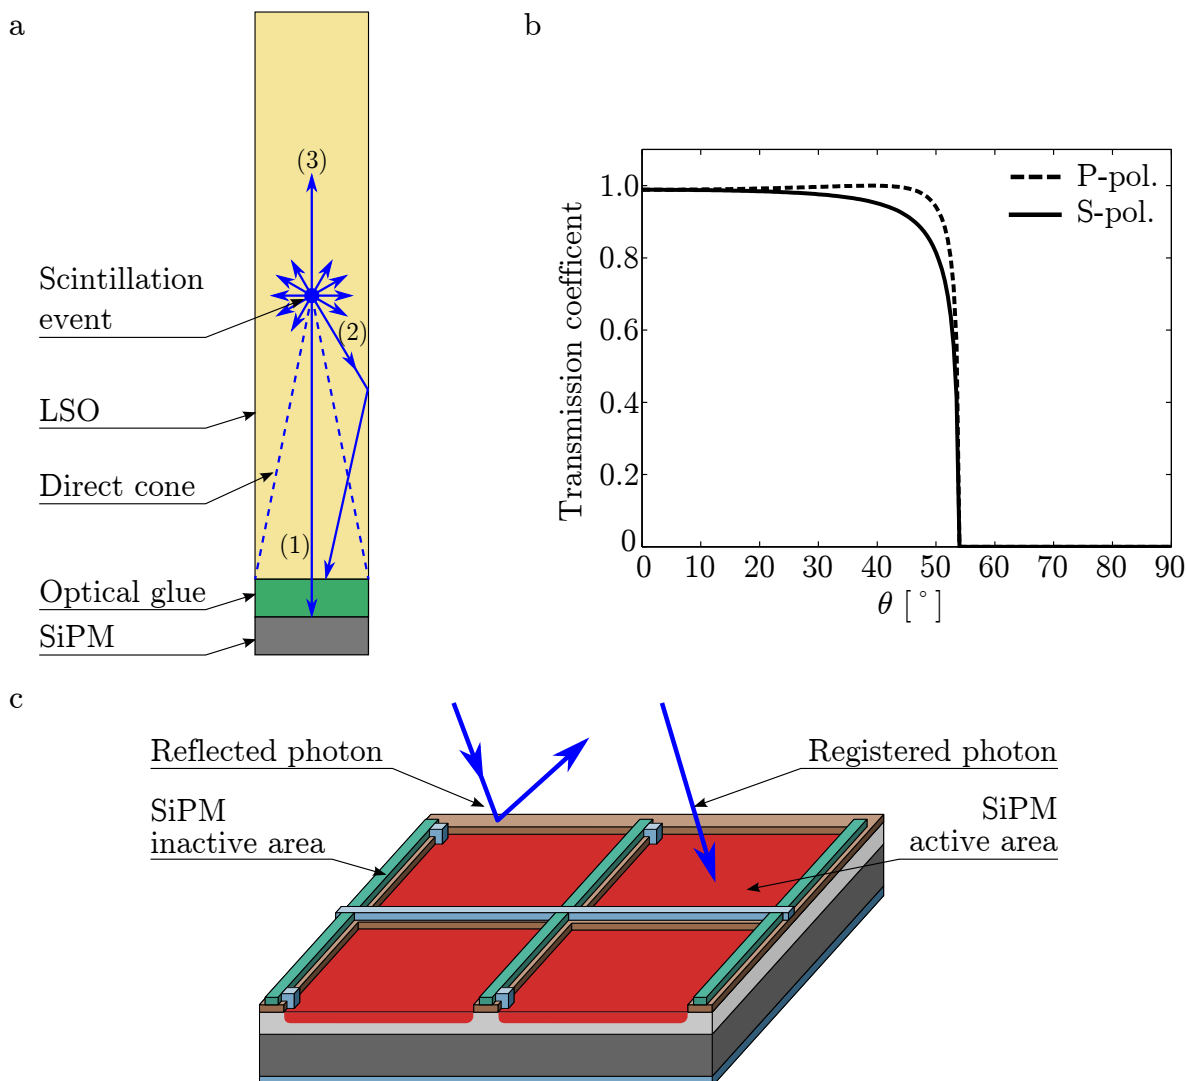 a
(3)
Scintillation
event
(2)
LSO
Direct cone
(1)
Optical glue
SiPM
b
Transmission coefficent
1.0
0.8
0.6
0.4
0.2
0
P-pol.
S-pol.
0 10 20 30 40 50 60 70 80 90
θ [°]
c
Reflected photon
Registered photon
SiPM
inactive area
SiPM
active area